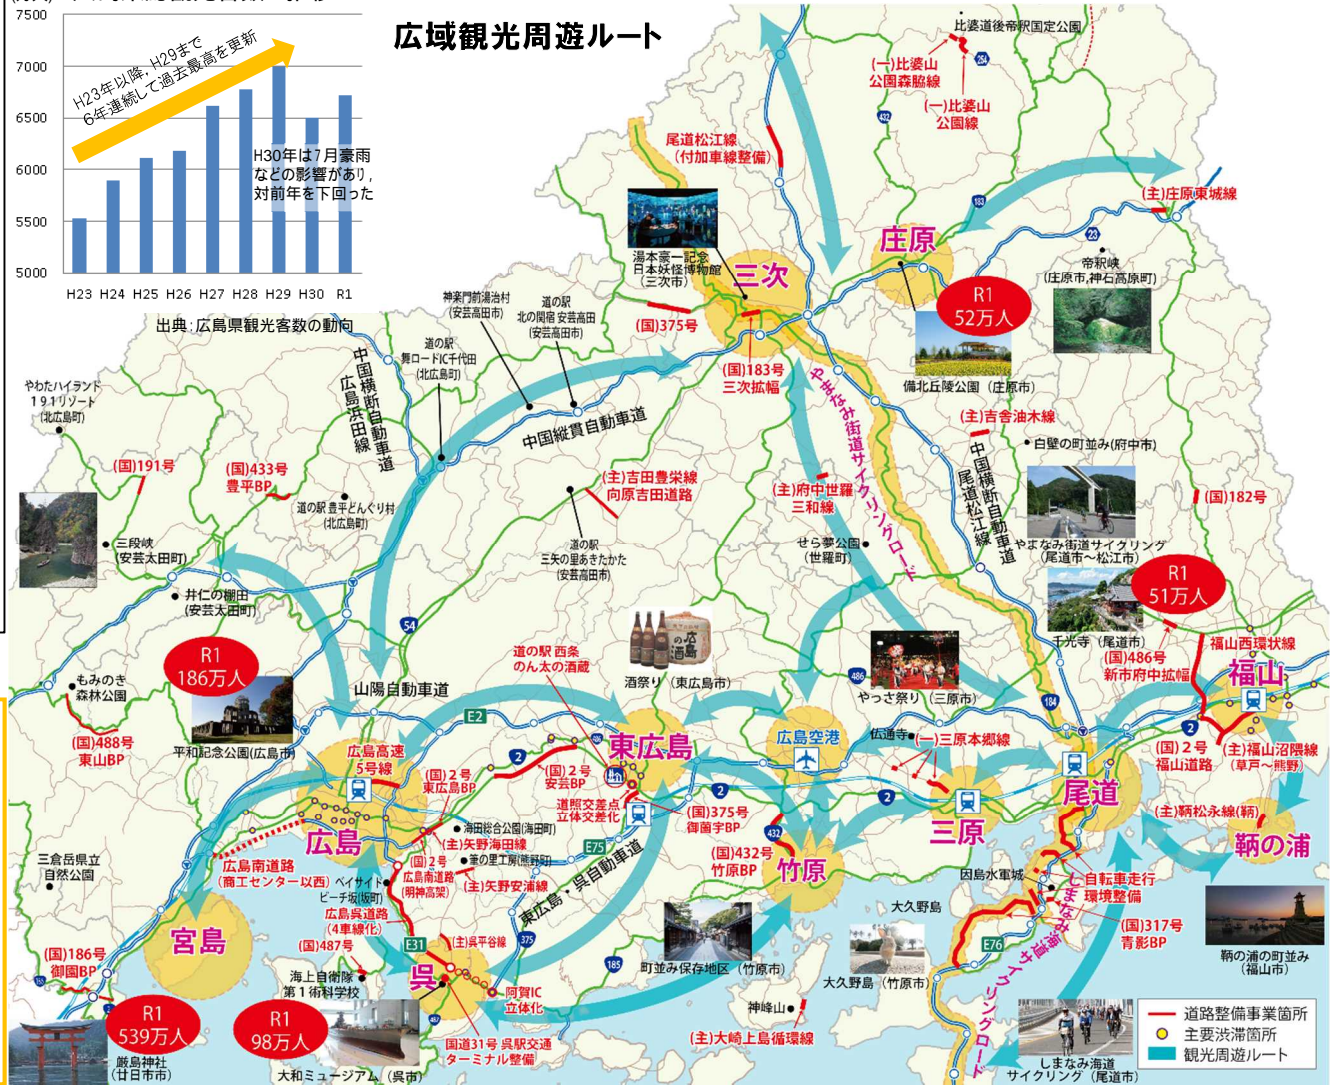 広域観光周遊ルート
7500
7000
6500
6000
5500
5000
H23年以降，H29まで
6年連続して過去最高を更新
H30年は7月豪雨
などの影響があり，
対前年を下回った
H23 H24 H25 H26 H27 H28 H29 H30 R1
出典：広島県観光客数の動向
比婆道後帝釈国定公園
(一)比婆山
公園森脇線
254
(一)比婆山
公園線
432
尾道松江線
(付加車線整備)
183
(主)庄原東城線
23
帝釈峡
(庄原市,神石高原町)
庄原
R1
52万人
備北丘陵公園（庄原市）
湯本豪一記念
日本妖怪博物館
(三次市)
三次
(国)375号
(国)183号
三次拡幅
神楽門前湯治村
(安芸高田市)
道の駅
北の関宿 安芸高田
(安芸高田市)
道の駅
舞ロードIC千代田
(北広島町)
中国横断自動車道
広島浜田線
中国縦貫自動車道
やわたハイランド
191リゾート
(北広島町)
(国)191号
(国)433号
豊平BP
道の駅 豊平どんぐり村
(北広島町)
(主)吉田豊栄線
向原吉田道路
道の駅
三矢の里あきたかた
(安芸高田市)
やまなみ街道サイクリングロード
(主)吉舎油木線
白壁の町並み(府中市)
中国横断自動車道
尾道松江線
(国)182号
(主)府中世羅
三和線
せら夢公園
(世羅町)
やまなみ街道サイクリング
(尾道市～松江市)
三段峡
(安芸太田町)
井仁の棚田
(安芸太田町)
54
R1
186万人
平和記念公園(広島市)
もみのき
森林公園
(国)488号
東山BP
山陽自動車道
E2
道の駅 西条
のん太の酒蔵
酒祭り（東広島市）
486
やっさ祭り（三原市）
千光寺（尾道市）
R1
51万人
(国)486号
新市府中拡幅
福山西環状線
福山
184
2
(国)2号
福山道路
(主)福山沼隈線
(草戸～熊野)
(主)鞆松永線(鞆)
鞆の浦
鞆の浦の町並み
(福山市)
広島空港
仏通寺
(一)三原本郷線
三原
尾道
2
東広島
486
2
(国)2号
安芸BP
道照交差点
立体交差化
(国)375号
御薗宇BP
2
432
(国)432号
竹原BP
竹原
広島高速
5号線
広島
(国)2号
東広島BP
海田総合公園(海田町)
(主)矢野海田線
筆の里工房(熊野町)
(国)2号
広島南道路
(明神高架)
(主)矢野安浦線
E75
東広島・呉自動車道
広島南道路
(商工センター以西)
ベイサイド
ビーチ坂(坂町)
広島呉道路
(4車線化)
E31
(主)呉平谷線
375
185
三倉岳県立
自然公園
(国)186号
御園BP
2
宮島
R1
539万人
厳島神社
(廿日市市)
(国)487号
海上自衛隊
第1術科学校
R1
98万人
呉
阿賀IC
立体化
487
国道31号 呉駅交通
ターミナル整備
大和ミュージアム（呉市）
町並み保存地区（竹原市）
大久野島
大久野島（竹原市）
神峰山
(主)大崎上島循環線
因島水軍城
自転車走行
環境整備
(国)317号
青影BP
E76
しまなみ海道サイクリングロード
しまなみ海道
サイクリング（尾道市）
道路整備事業箇所
主要渋滞箇所
観光周遊ルート